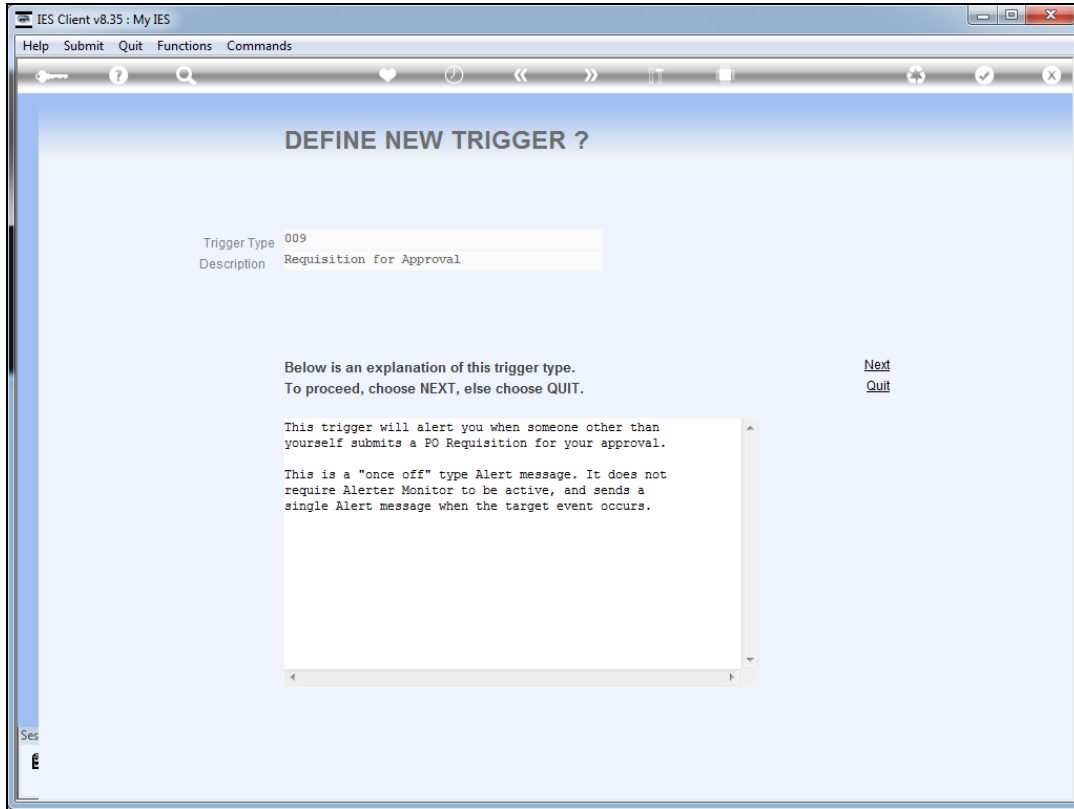 IES Client v8.35 : My IES
Help Submit Quit Functions Commands
DEFINE NEW TRIGGER ?
Trigger Type 009
Description Requisition for Approval
Below is an explanation of this trigger type. Next
To proceed, choose NEXT, else choose QUIT. Quit
This trigger will alert you when someone other than
yourself submits a PO Requisition for your approval.
This is a "once off" type Alert message. It does not
require Alerter Monitor to be active, and sends a
single Alert message when the target event occurs.
Ses